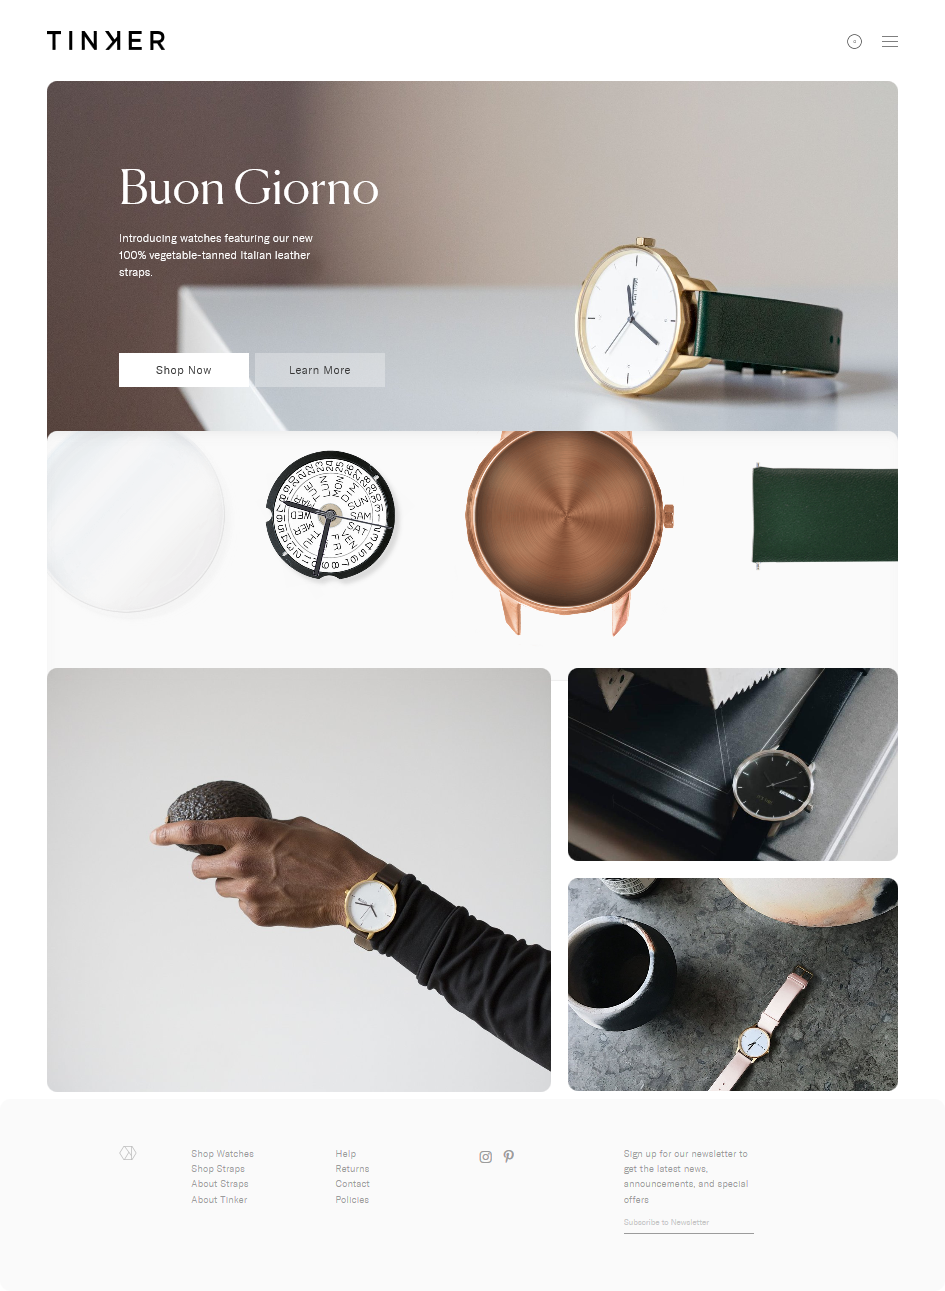 TINKER
0
Buon Giorno
Introducing watches featuring our new
100% vegetable-tanned Italian leather
straps.
Shop Now
Learn More
Shop Watches
Shop Straps
About Straps
About Tinker
Help
Returns
Contact
Policies
Sign up for our newsletter to
get the latest news,
announcements, and special
offers
Subscribe to Newsletter